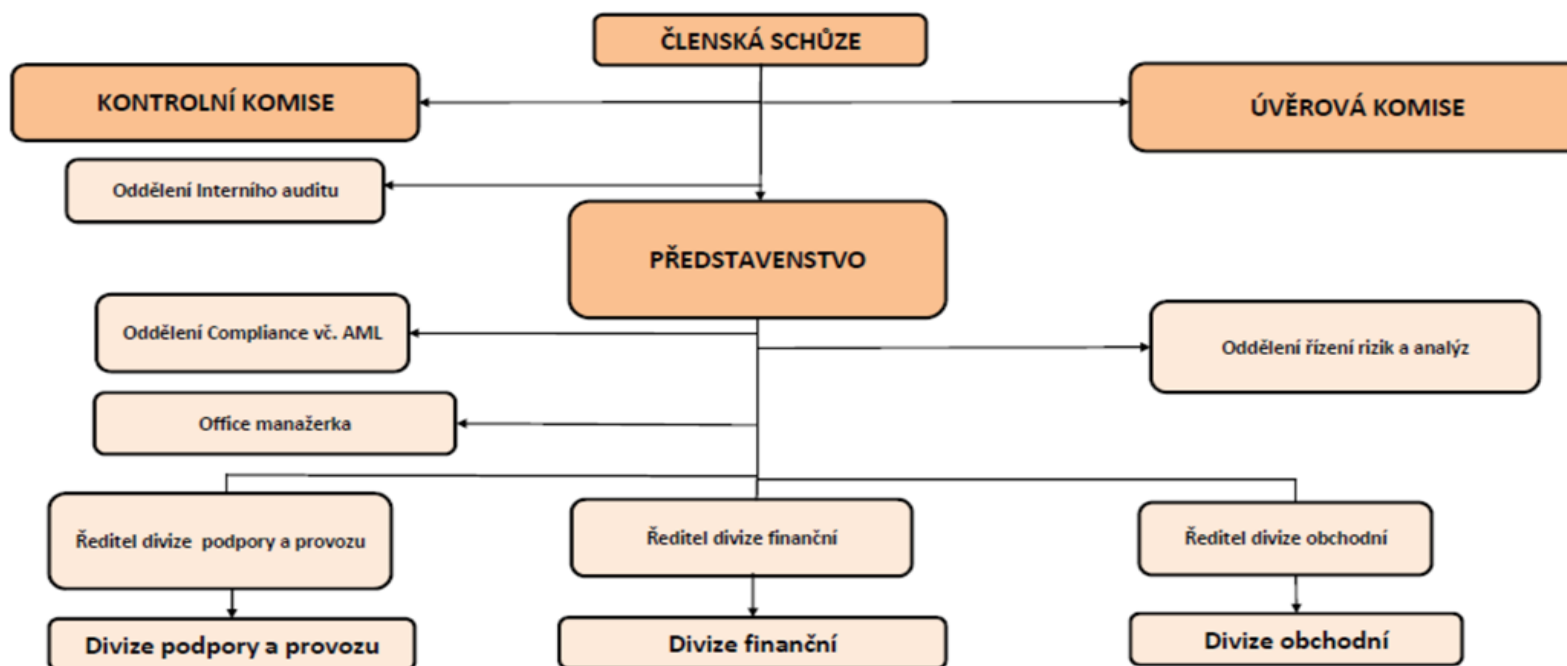 ČLENSKÁ SCHŮZE
KONTROLNÍ KOMISE
ÚVĚROVÁ KOMISE
Oddělení Interního auditu
PŘEDSTAVENSTVO
Oddělení Compliance vč. AML
Oddělení řízení rizik a analýz
Office manažerka
Ředitel divize podpory a provozu
Ředitel divize finanční
Ředitel divize obchodní
Divize podpory a provozu
Divize finanční
Divize obchodní